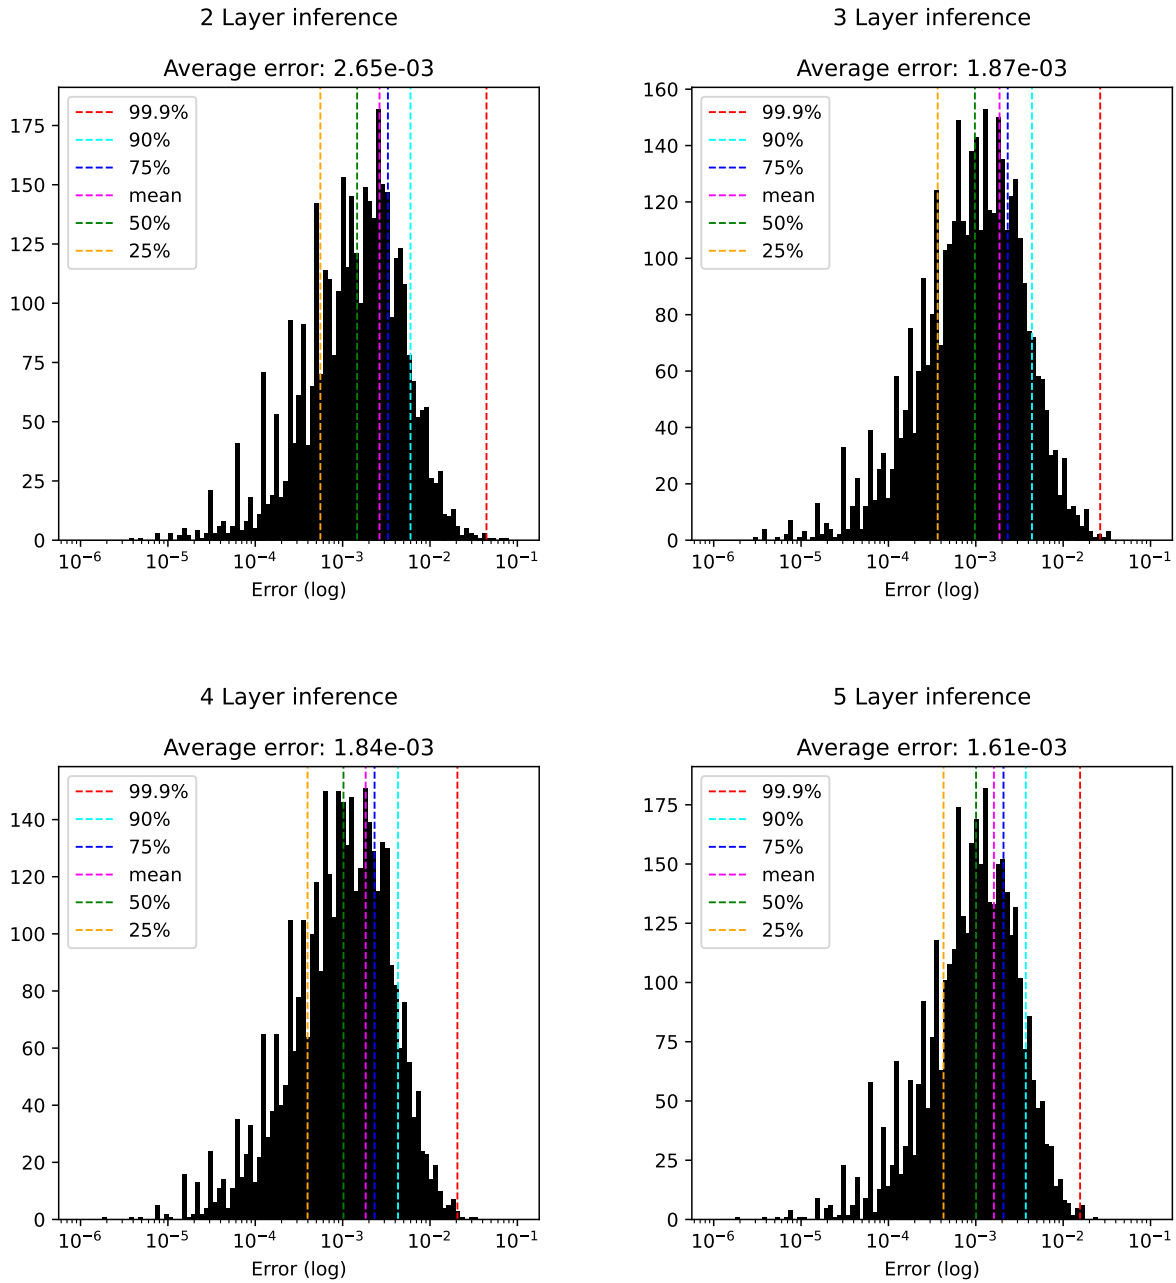 2 Layer inference
Average error: 2.65e-03
175
150
125
100
75
50
25
0
99.9%
90%
75%
mean
50%
25%
10⁻⁶ 10⁻⁵ 10⁻⁴ 10⁻³ 10⁻² 10⁻¹
Error (log)
3 Layer inference
Average error: 1.87e-03
160
140
120
100
80
60
40
20
0
99.9%
90%
75%
mean
50%
25%
10⁻⁶ 10⁻⁵ 10⁻⁴ 10⁻³ 10⁻² 10⁻¹
Error (log)
4 Layer inference
Average error: 1.84e-03
140
120
100
80
60
40
20
0
99.9%
90%
75%
mean
50%
25%
10⁻⁶ 10⁻⁵ 10⁻⁴ 10⁻³ 10⁻² 10⁻¹
Error (log)
5 Layer inference
Average error: 1.61e-03
175
150
125
100
75
50
25
0
99.9%
90%
75%
mean
50%
25%
10⁻⁶ 10⁻⁵ 10⁻⁴ 10⁻³ 10⁻² 10⁻¹
Error (log)